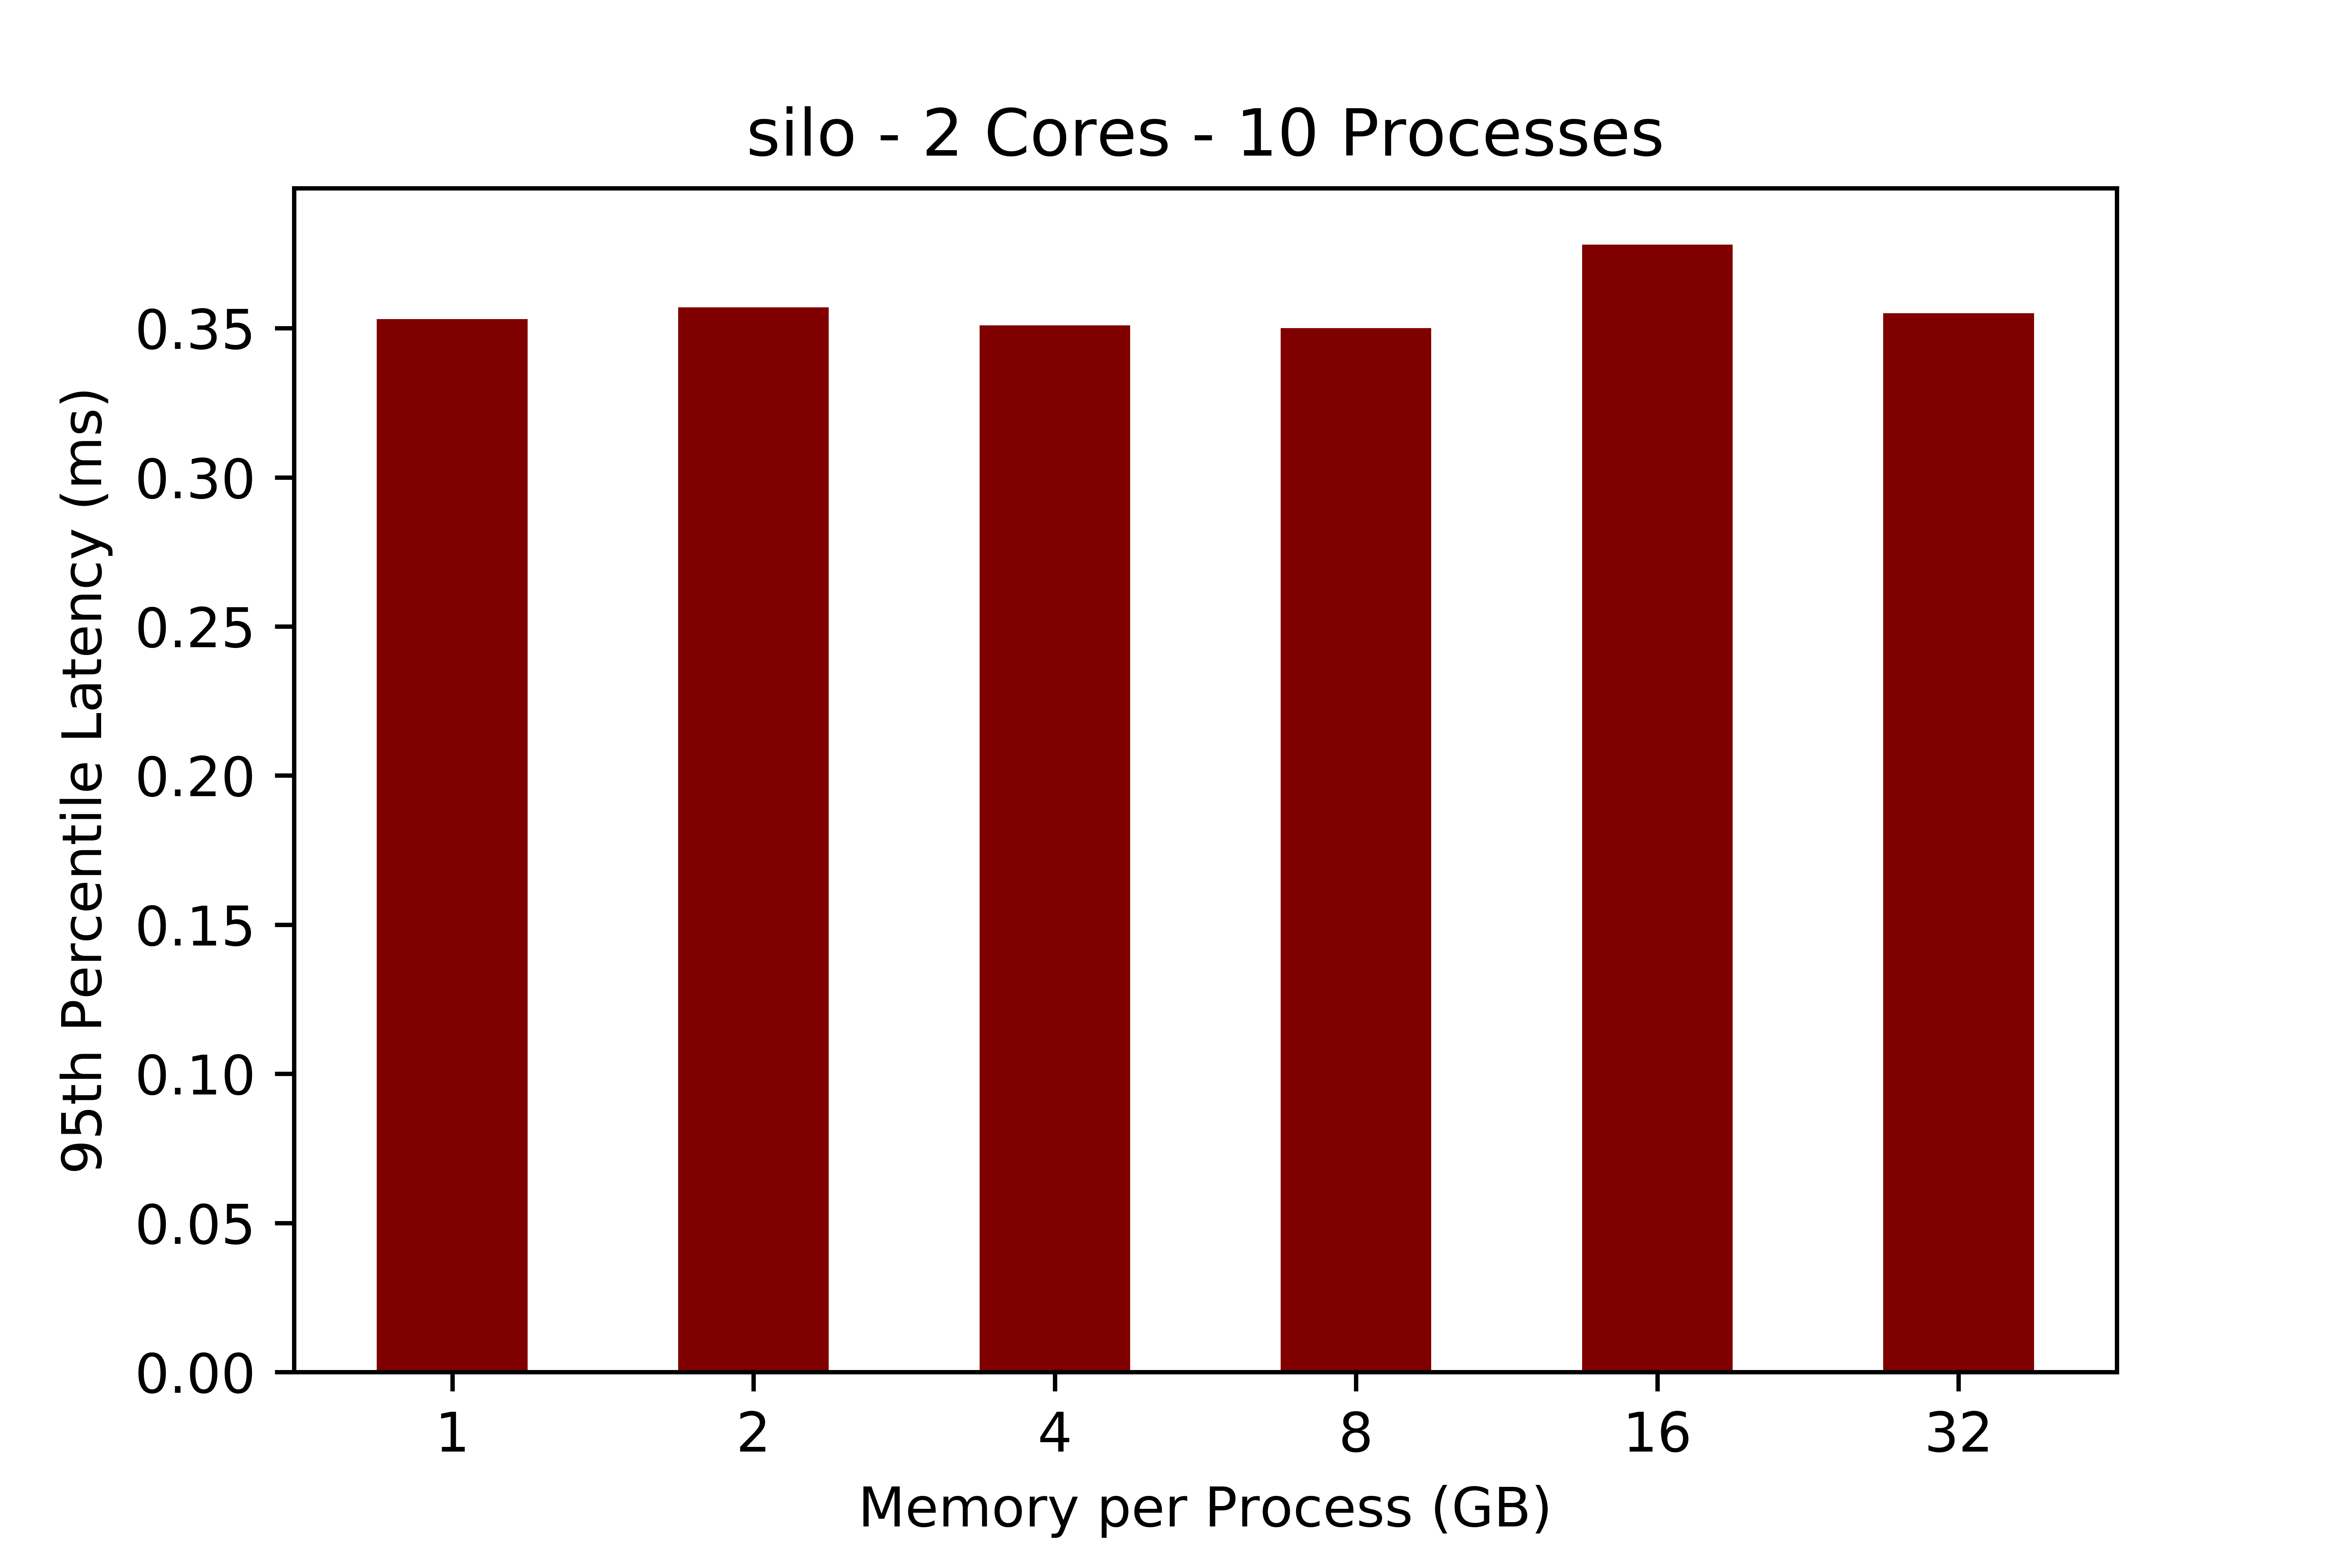 silo - 2 Cores - 10 Processes
95th Percentile Latency (ms)
0.35
0.30
0.25
0.20
0.15
0.10
0.05
0.00
1 2 4 8 16 32
Memory per Process (GB)